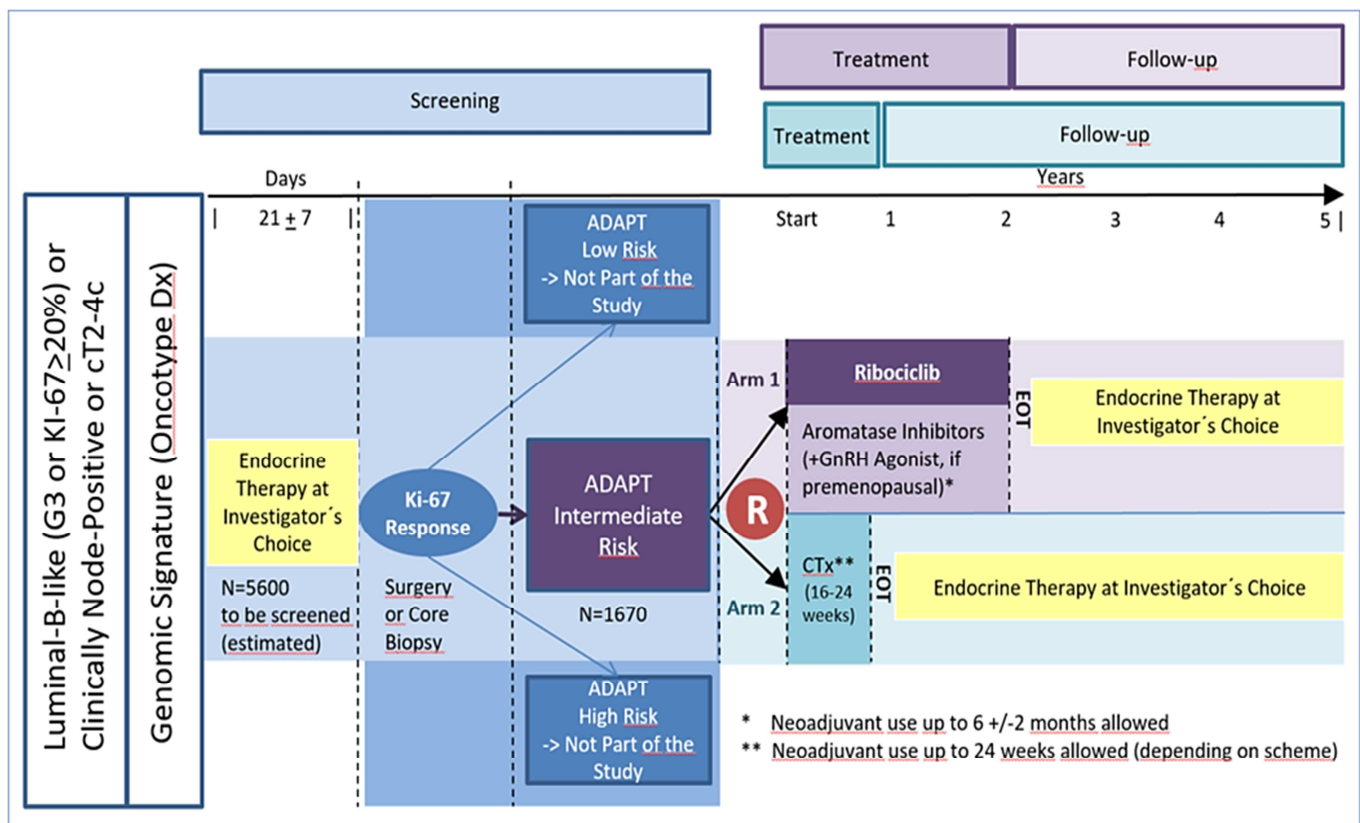 Treatment
Follow-up
Screening
Treatment
Follow-up
Days
Years
| 21 ± 7 |
Start
1
2
3
4
5 |
Luminal-B-like (G3 or KI-67≥20%) or
Clinically Node-Positive or cT2-4c
Genomic Signature (Oncotype Dx)
ADAPT
Low Risk
-> Not Part of the
Study
Endocrine
Therapy at
Investigator´s
Choice
N=5600
to be screened
(estimated)
Ki-67
Response
Surgery
or Core
Biopsy
ADAPT
Intermediate
Risk
N=1670
ADAPT
High Risk
-> Not Part of the
Study
R
Arm 1
Ribociclib
Aromatase Inhibitors
(+GnRH Agonist, if
premenopausal)*
EOT
Endocrine Therapy at
Investigator´s Choice
Arm 2
CTx**
(16-24
weeks)
EOT
Endocrine Therapy at Investigator´s Choice
* Neoadjuvant use up to 6 +/-2 months allowed
** Neoadjuvant use up to 24 weeks allowed (depending on scheme)